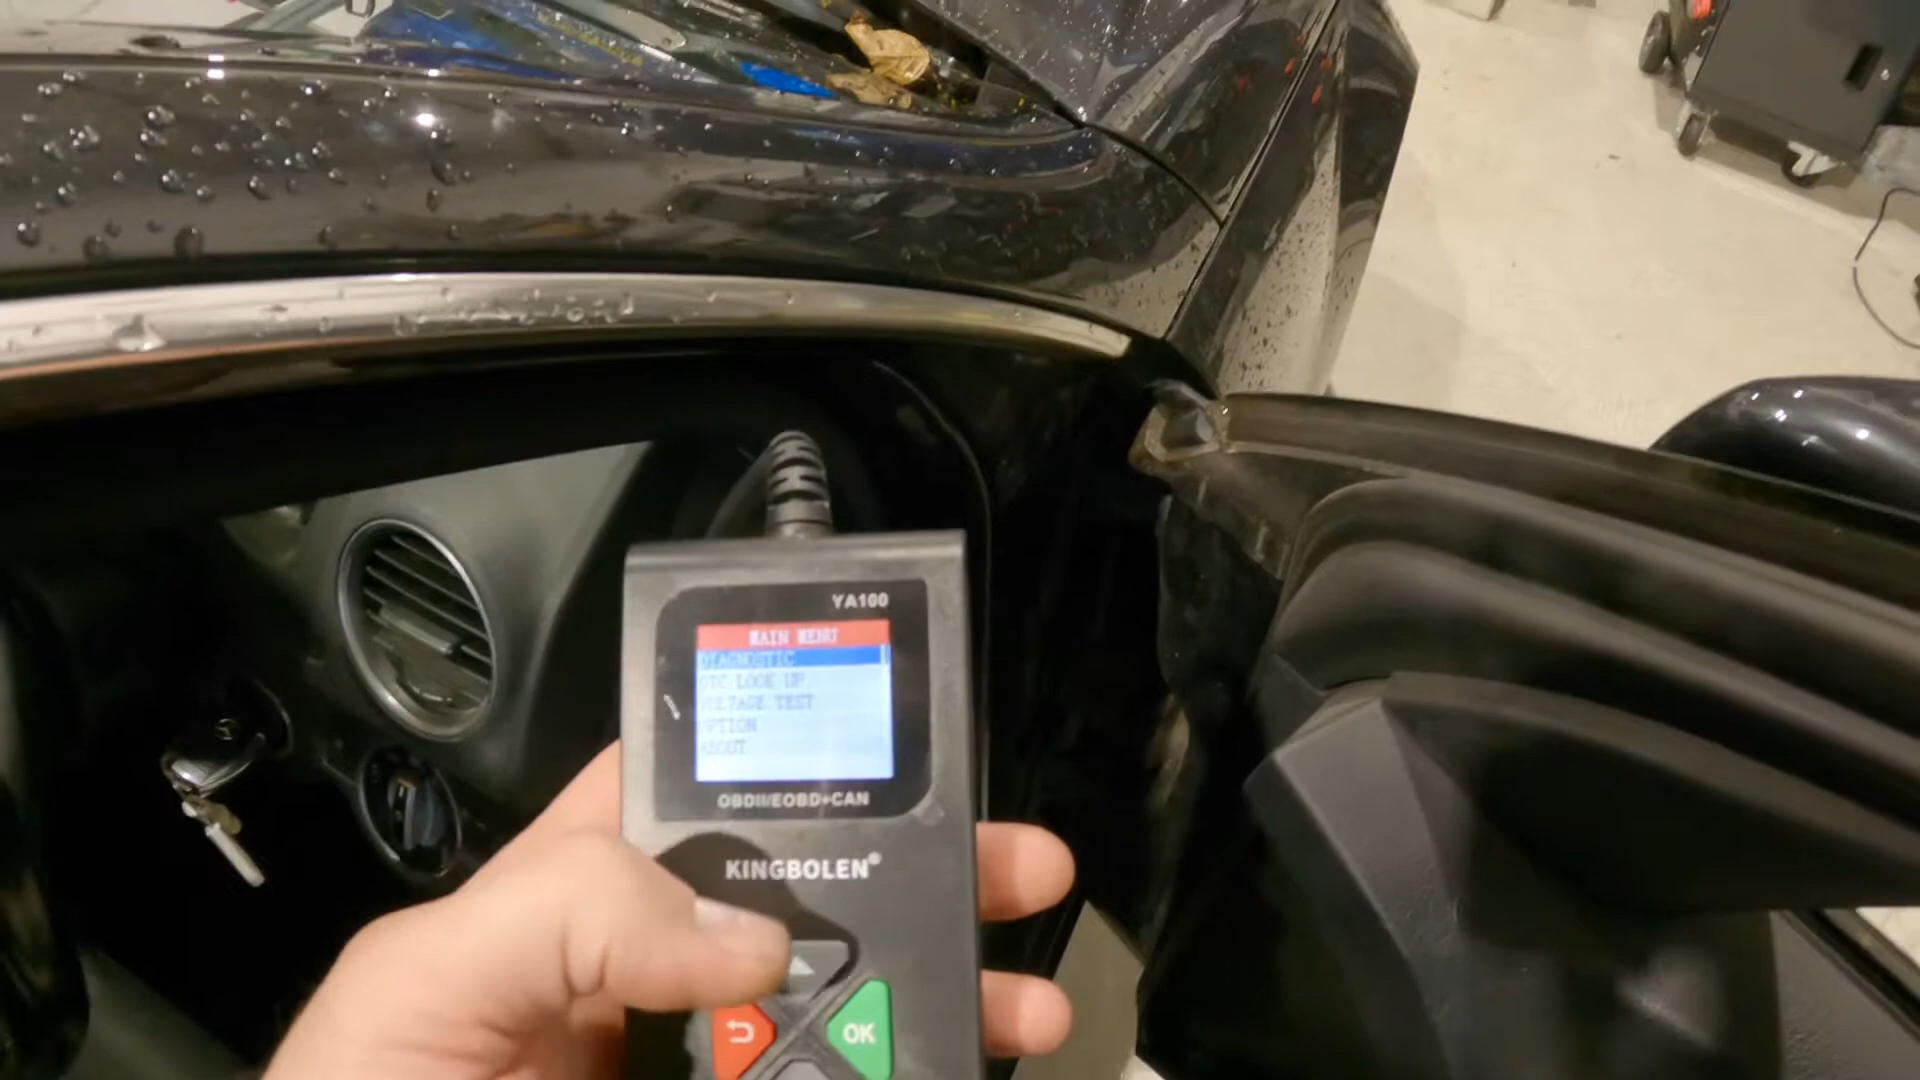 YA100
MAIN MENU
DIAGNOSTIC
DTC LOOK UP
VOLTAGE TEST
OPTION
ABOUT
OBDII/EOBD+CAN
KINGBOLEN®
OK